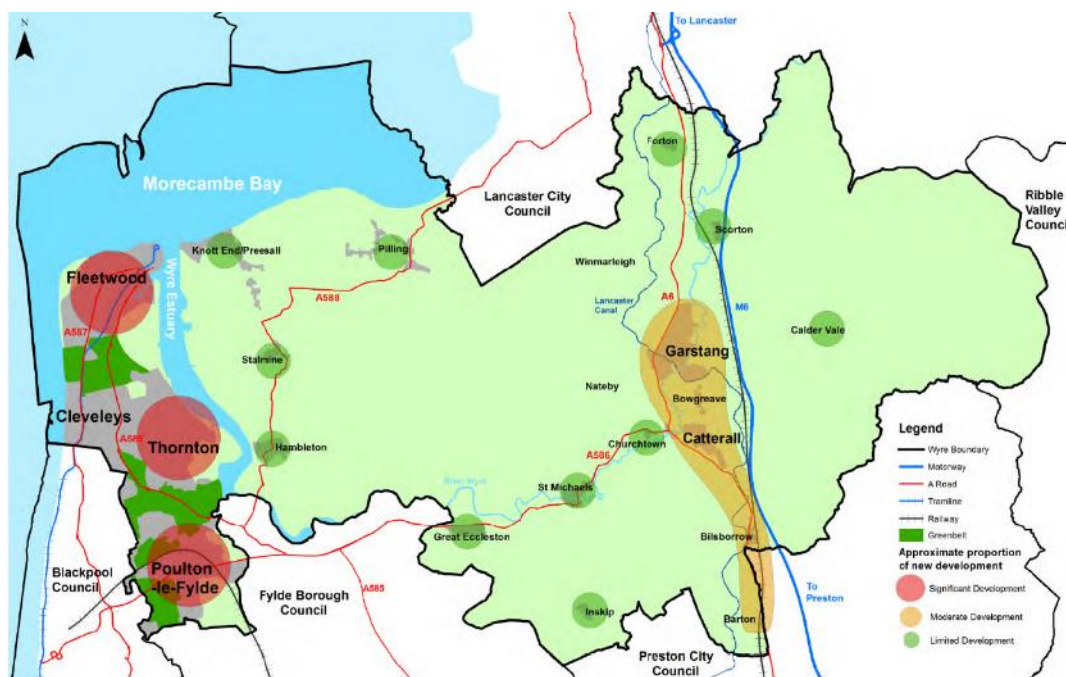 N
To Lancaster
Forton
Morecambe Bay
Lancaster City
Council
Ribble
Valley
Council
Scorton
Knott End/Preesall
Pilling
Winmarleigh
Fleetwood
Wyre Estuary
A588
Lancaster
Canal
A6
M6
A587
Calder Vale
Garstang
Stalmine
Nateby
Bowgreave
Cleveleys
Thornton
A585
Hambleton
Churchtown
Catterall
A586
St Michaels
River Wyre
Great Eccleston
Bilsborrow
Blackpool
Council
Poulton
-le-Fylde
Fylde Borough
Council
A585
Inskip
Barton
To
Preston
Preston City
Council
Legend
Wyre Boundary
Motorway
A Road
Tramline
Railway
Greenbelt
Approximate proportion
of new development
Significant Development
Moderate Development
Limited Development